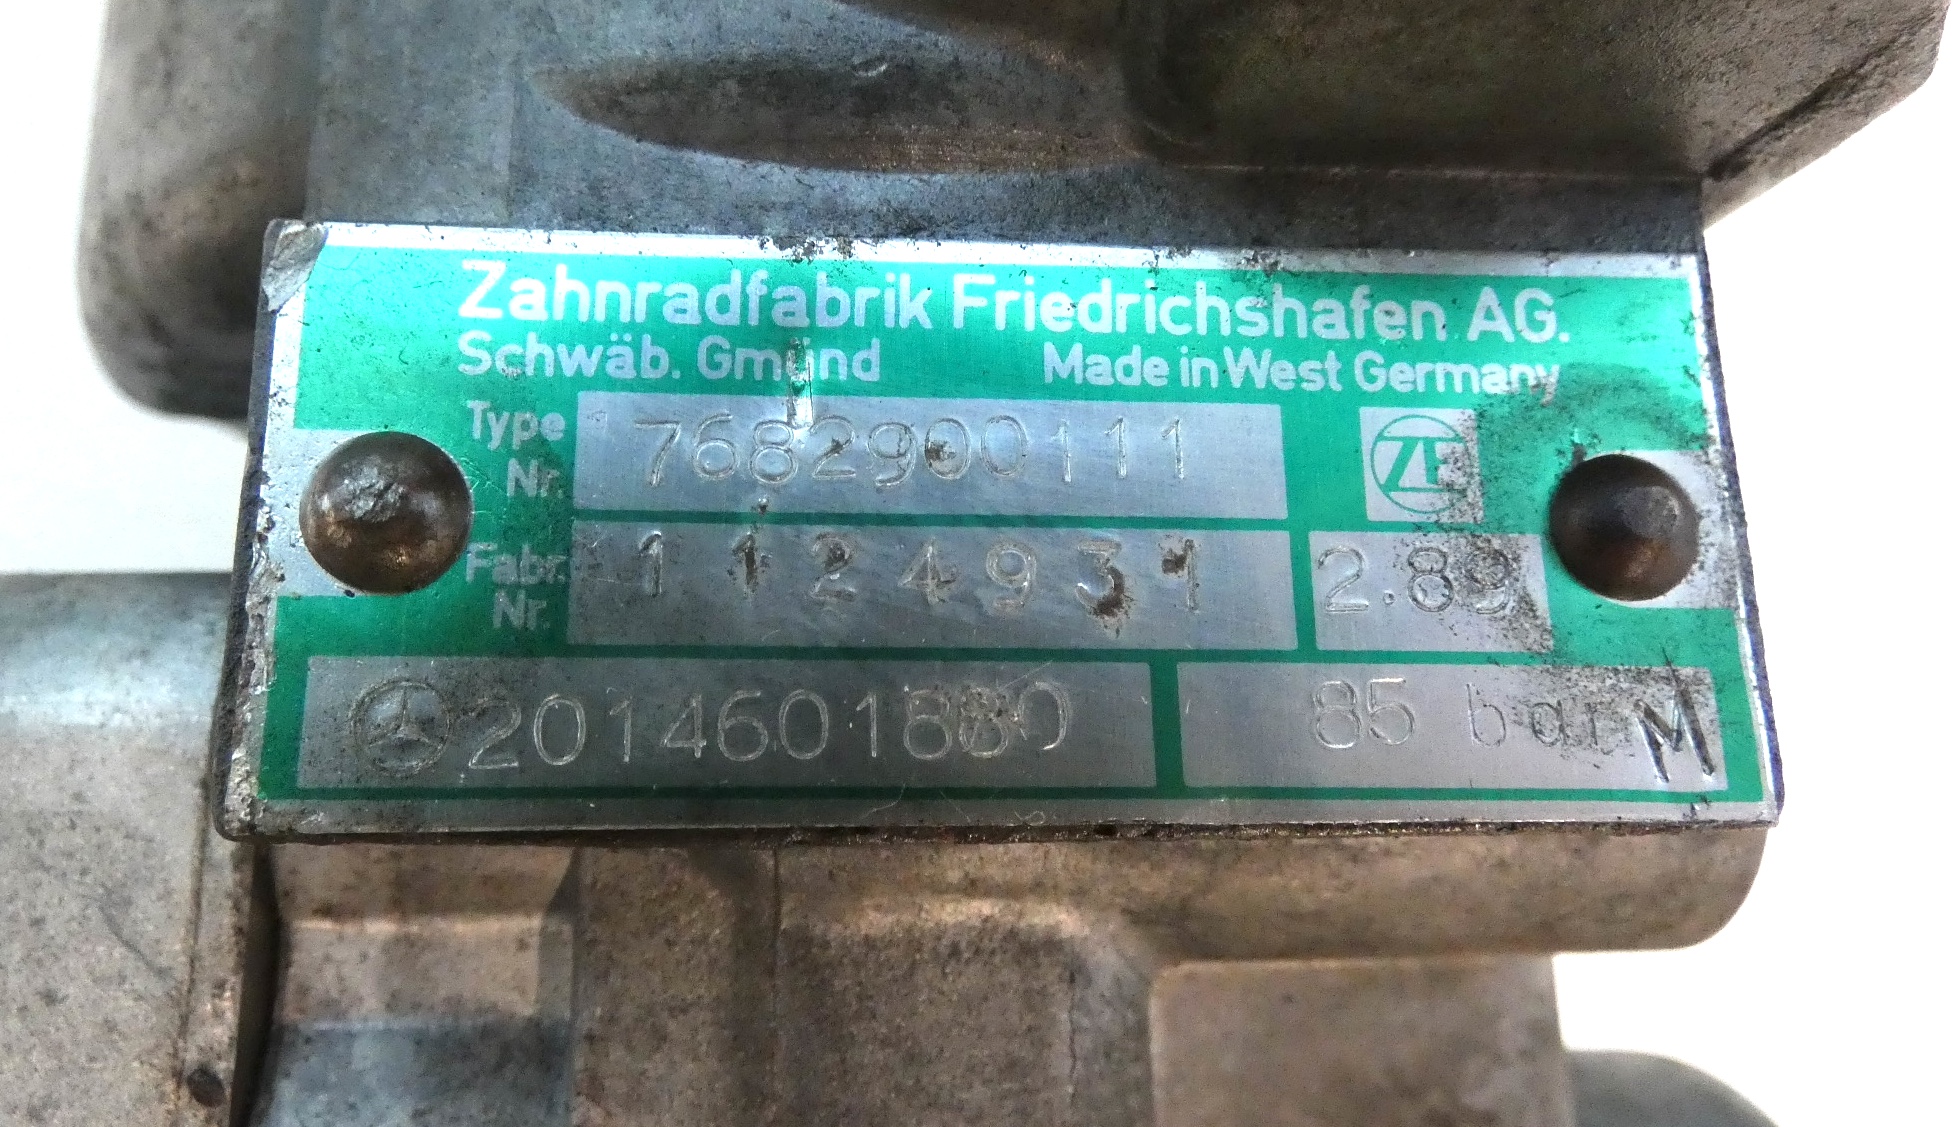 Zahnradfabrik Friedrichshafen AG.
Schwäb. Gmünd Made in West Germany
Type Nr. 7682900111 ZF
Fabr. Nr. 1124931 2.89
2014601880 85 bar M